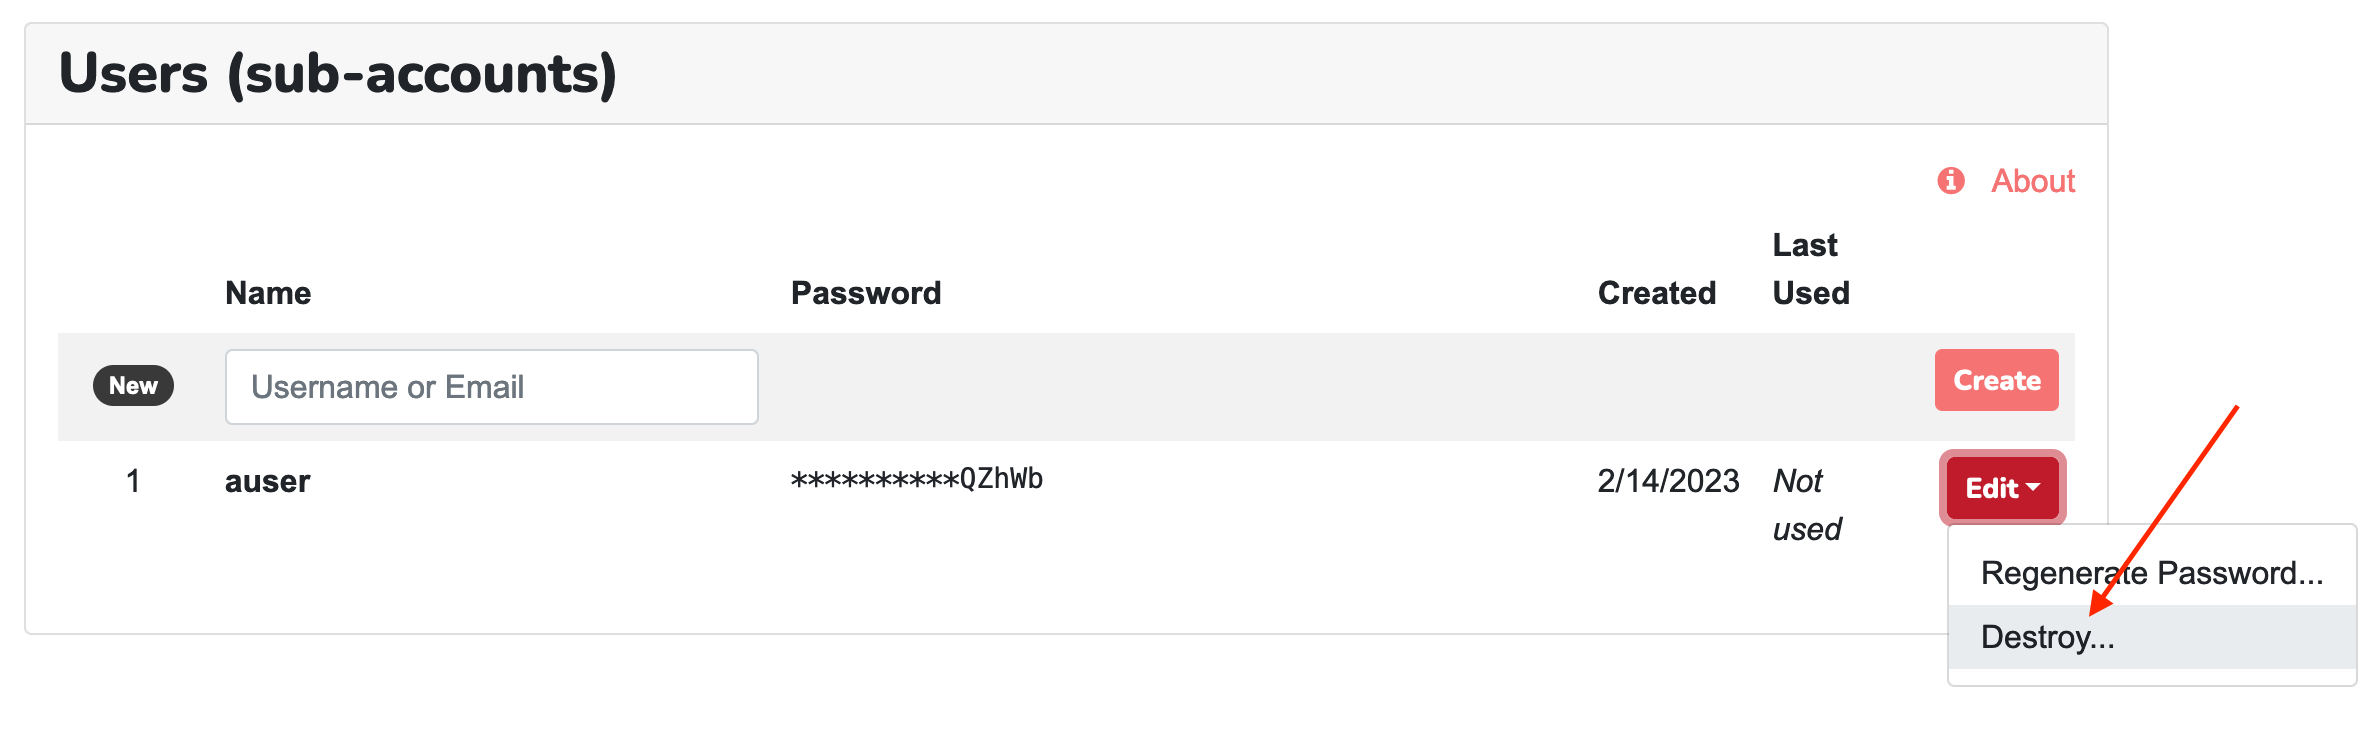 Users (sub-accounts)
About
Name Password Created Last Used
New Username or Email Create
1 auser **********QZhWb 2/14/2023 Not used Edit
Regenerate Password...
Destroy...